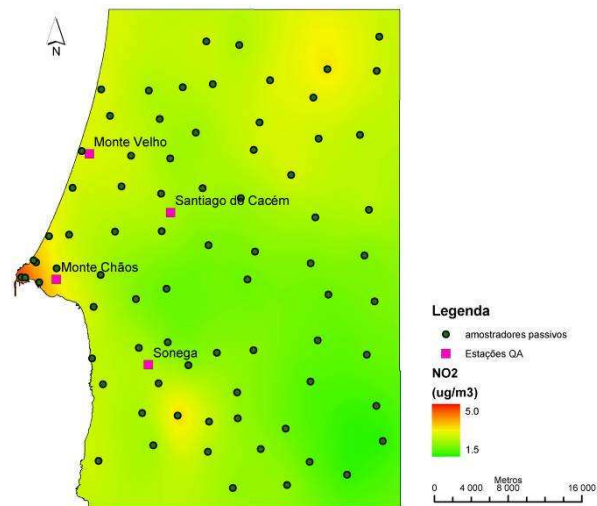 N
Monte Velho
Santiago do Cacém
Monte Chãos
Sonega
Legenda
amostradores passivos
Estações QA
NO2
(ug/m3)
5.0
1.5
Metros
0 4 000 8 000 16 000